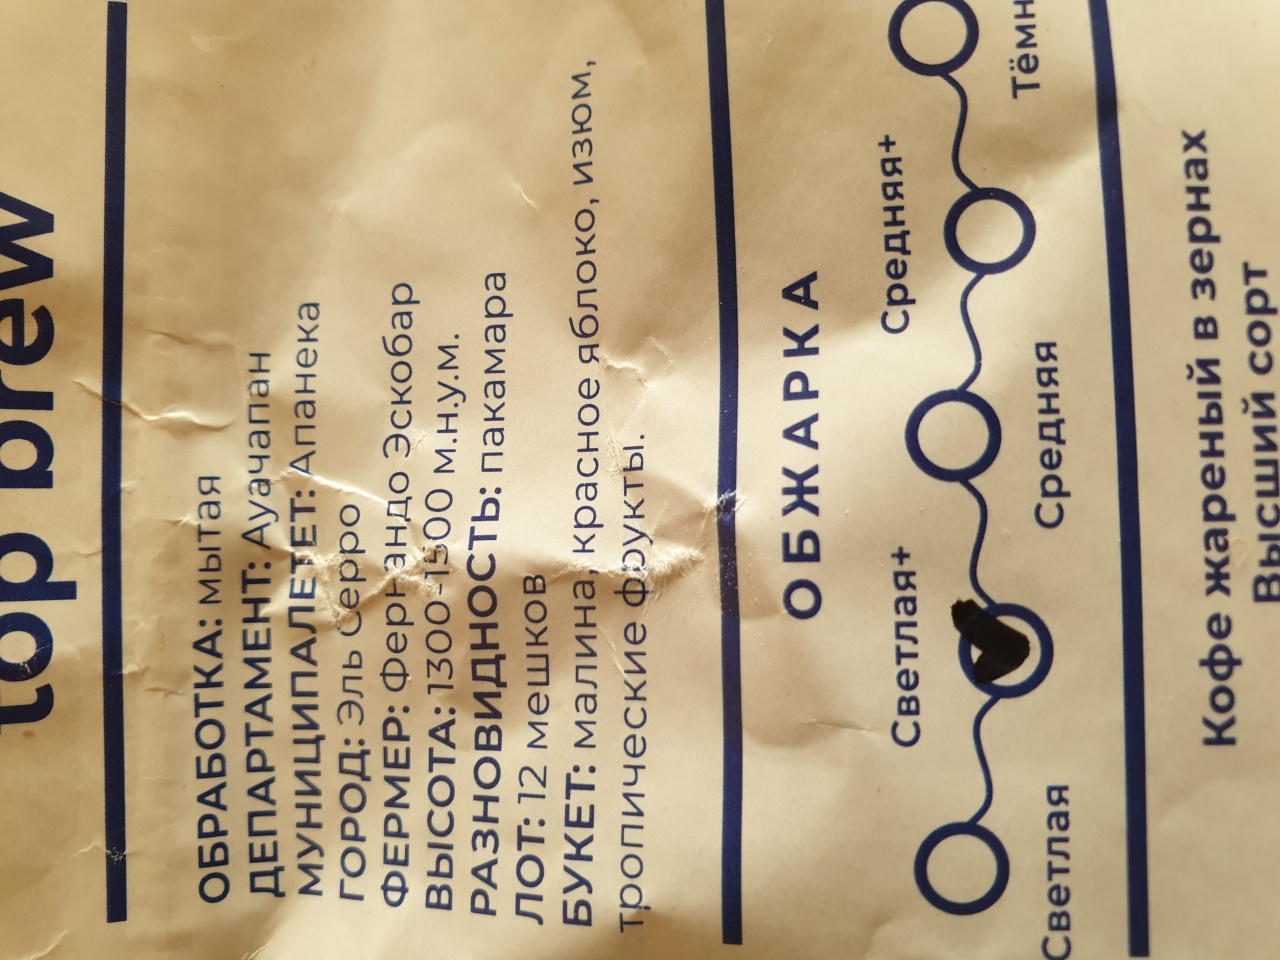 top brew
ОБРАБОТКА: мытая
ДЕПАРТАМЕНТ: Ауачапан
МУНИЦИПАЛЕТЕТ: Апанека
ГОРОД: Эль Серро
ФЕРМЕР: Фернандо Эскобар
ВЫСОТА: 1300-1500 м.н.у.м.
РАЗНОВИДНОСТЬ: пакамара
ЛОТ: 12 мешков
БУКЕТ: малина, красное яблоко, изюм,
тропические фрукты.
ОБЖАРКА
Светлая+ Средняя+
Светлая Средняя Тёмн
Кофе жареный в зернах
Высший сорт